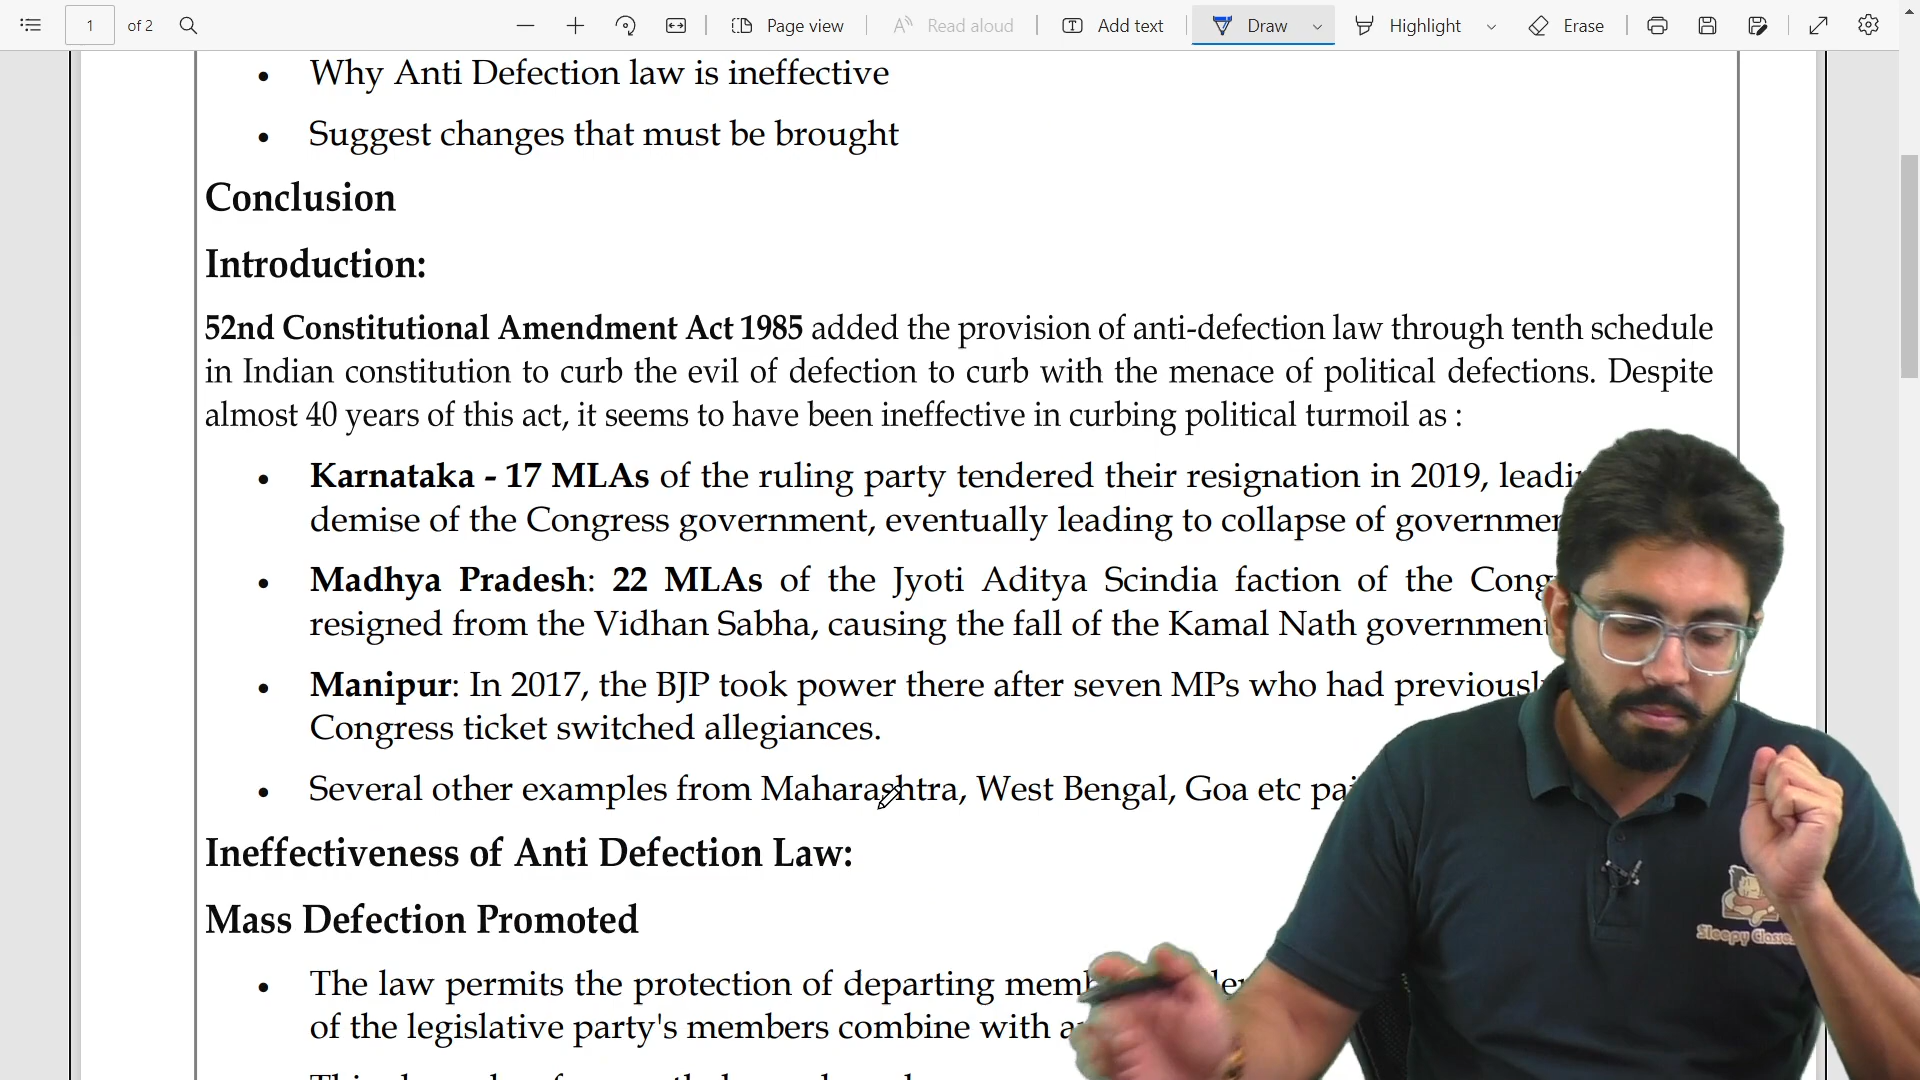 1 of 2 Page view Read aloud Add text Draw Highlight Erase
• Why Anti Defection law is ineffective
• Suggest changes that must be brought
Conclusion
Introduction:
52nd Constitutional Amendment Act 1985 added the provision of anti-defection law through tenth schedule
in Indian constitution to curb the evil of defection to curb with the menace of political defections. Despite
almost 40 years of this act, it seems to have been ineffective in curbing political turmoil as :
• Karnataka - 17 MLAs of the ruling party tendered their resignation in 2019,
demise of the Congress government, eventually leading to collapse of
• Madhya Pradesh: 22 MLAs of the Jyoti Aditya Scindia faction of the
resigned from the Vidhan Sabha, causing the fall of the Kamal Nath government
• Manipur: In 2017, the BJP took power there after seven MPs who had
Congress ticket switched allegiances.
• Several other examples from Maharashtra, West Bengal, Goa etc
Ineffectiveness of Anti Defection Law:
Mass Defection Promoted
• The law permits the protection of departing
of the legislative party's members combine with
Sleepy Classes